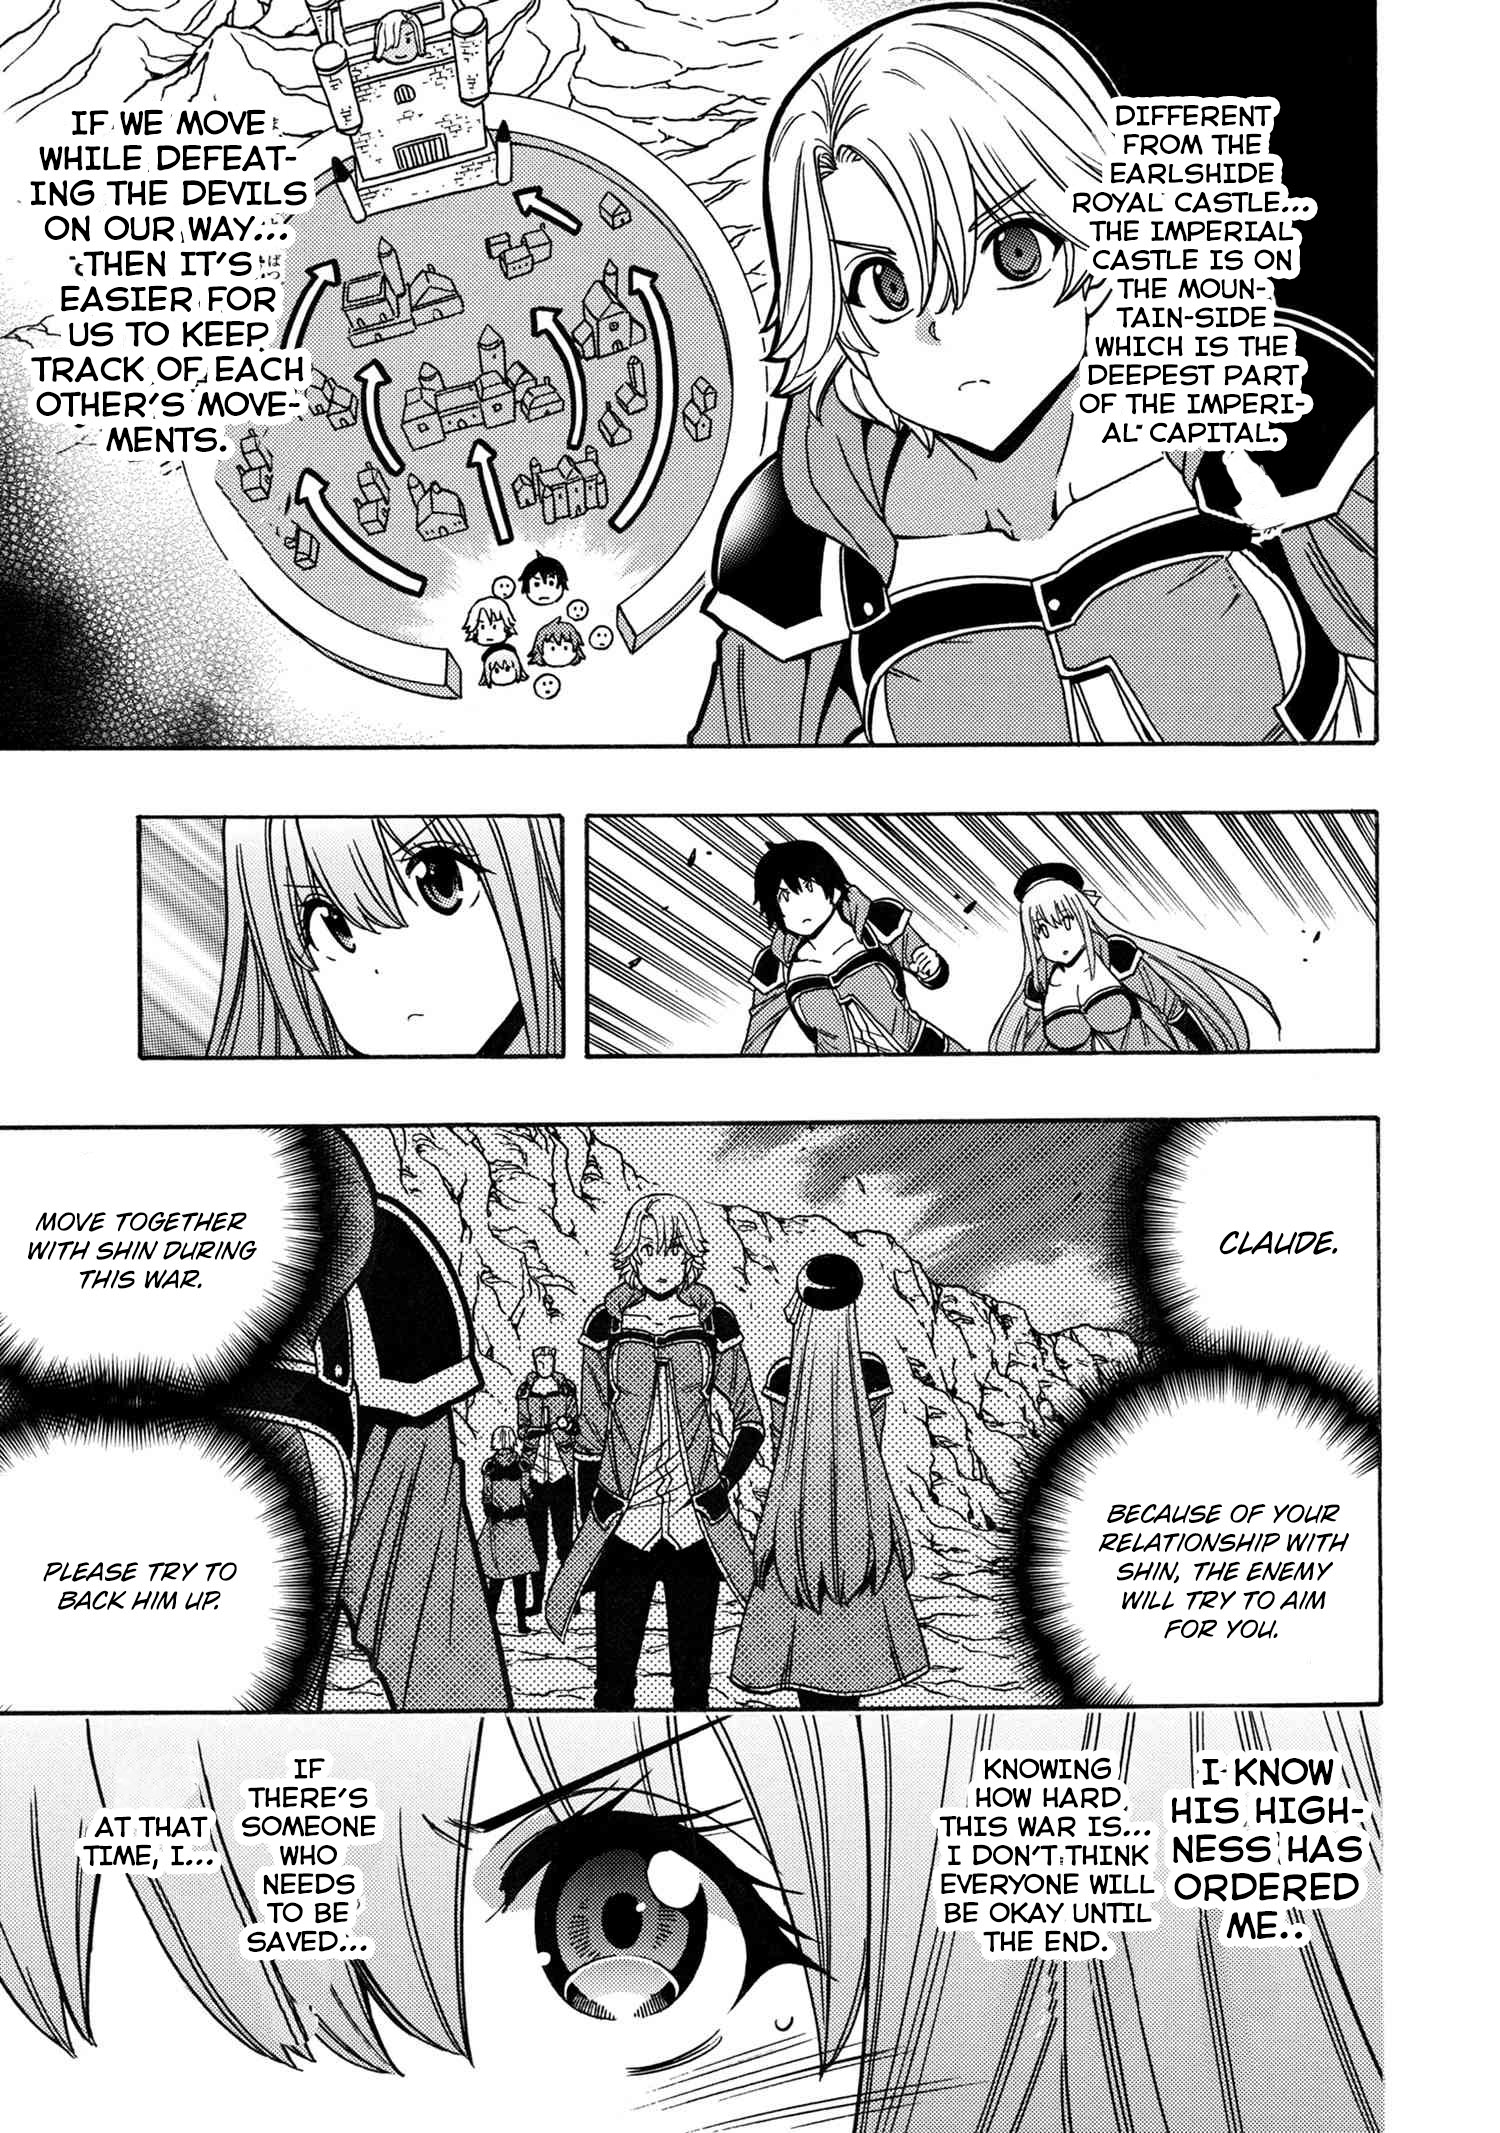 DIFFERENT
FROM THE
EARLSHIDE
ROYAL CASTLE...
THE IMPERIAL
CASTLE IS ON
THE MOUN-
TAIN-SIDE
WHICH IS THE
DEEPEST PART
OF THE IMPERI-
AL CAPITAL.
IF WE MOVE
WHILE DEFEAT-
ING THE DEVILS
ON OUR WAY...
THEN IT'S
EASIER FOR
US TO KEEP
TRACK OF EACH
OTHER'S MOVE-
MENTS.
CLAUDE.
BECAUSE OF YOUR
RELATIONSHIP WITH
SHIN, THE ENEMY
WILL TRY TO AIM
FOR YOU.
MOVE TOGETHER
WITH SHIN DURING
THIS WAR.
PLEASE TRY TO
BACK HIM UP.
I KNOW
HIS HIGH-
NESS HAS
ORDERED
ME..
KNOWING
HOW HARD
THIS WAR IS...
I DON'T THINK
EVERYONE WILL
BE OKAY UNTIL
THE END.
IF
THERE'S
SOMEONE
WHO
NEEDS
TO BE
SAVED...
AT THAT
TIME, I...